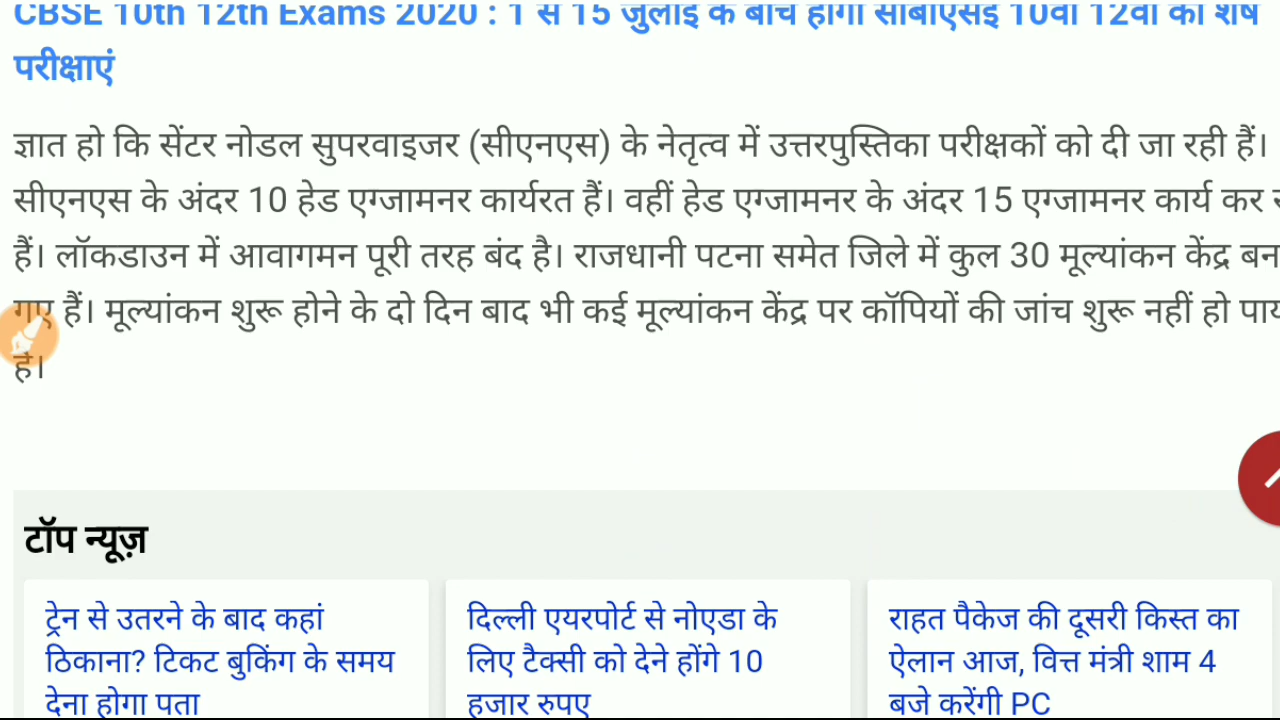 CBSE 10th 12th Exams 2020 : 1 से 15 जुलाई के बीच होंगी सीबीएसई 10वीं 12वीं की शेष
परीक्षाएं
ज्ञात हो कि सेंटर नोडल सुपरवाइजर (सीएनएस) के नेतृत्व में उत्तरपुस्तिका परीक्षकों को दी जा रही हैं।
सीएनएस के अंदर 10 हेड एग्जामनर कार्यरत हैं। वहीं हेड एग्जामनर के अंदर 15 एग्जामनर कार्य कर
हैं। लॉकडाउन में आवागमन पूरी तरह बंद है। राजधानी पटना समेत जिले में कुल 30 मूल्यांकन केंद्र बन
गए हैं। मूल्यांकन शुरू होने के दो दिन बाद भी कई मूल्यांकन केंद्र पर कॉपियों की जांच शुरू नहीं हो
है।
टॉप न्यूज़
ट्रेन से उतरने के बाद कहां
ठिकाना? टिकट बुकिंग के समय
देना होगा पता
दिल्ली एयरपोर्ट से नोएडा के
लिए टैक्सी को देने होंगे 10
हजार रुपए
राहत पैकेज की दूसरी किस्त का
ऐलान आज, वित्त मंत्री शाम 4
बजे करेंगी PC